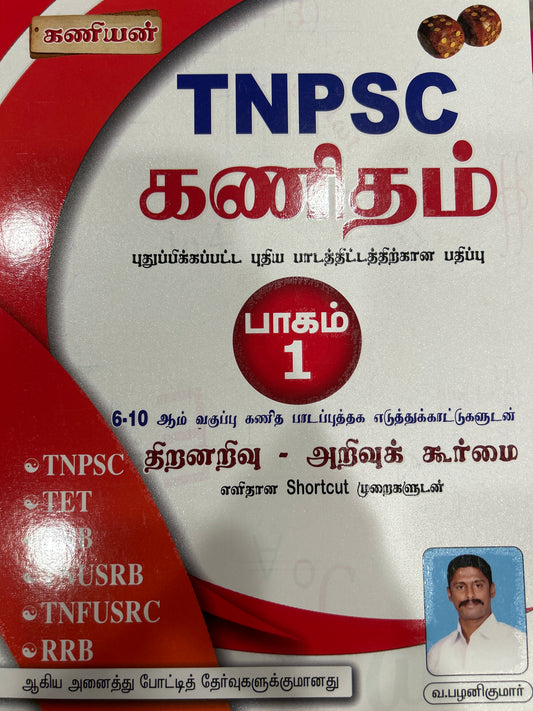 கணியன்
TNPSC
கணிதம்
புதுப்பிக்கப்பட்ட புதிய பாடத்திட்டத்திற்கான பதிப்பு
பாகம்
1
6-10 ஆம் வகுப்பு கணித பாடப்புத்தக எடுத்துக்காட்டுகளுடன்
திறனறிவு - அறிவுக் கூர்மை
எளிதான Shortcut முறைகளுடன்
TNPSC
TET
TNFUSRC
RRB
ஆகிய அனைத்து போட்டித் தேர்வுகளுக்குமானது
வ.பழனிகுமார்